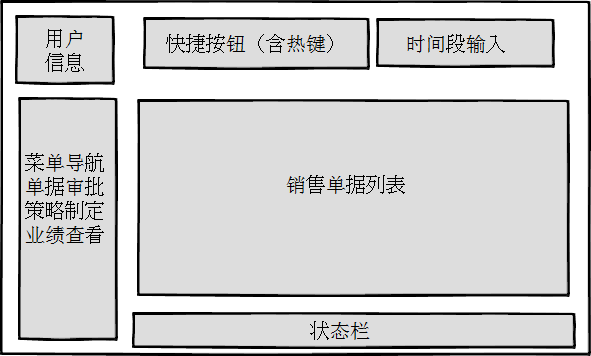 用户
信息
快捷按钮（含热键）
时间段输入
菜单导航
单据审批
策略制定
业绩查看
销售单据列表
状态栏